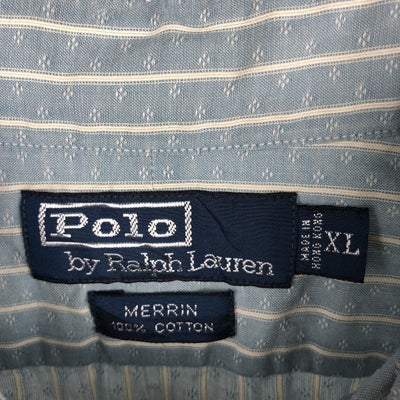 Polo
by Ralph Lauren
MADE IN
HONG KONG
XL
MERRIN
100% COTTON